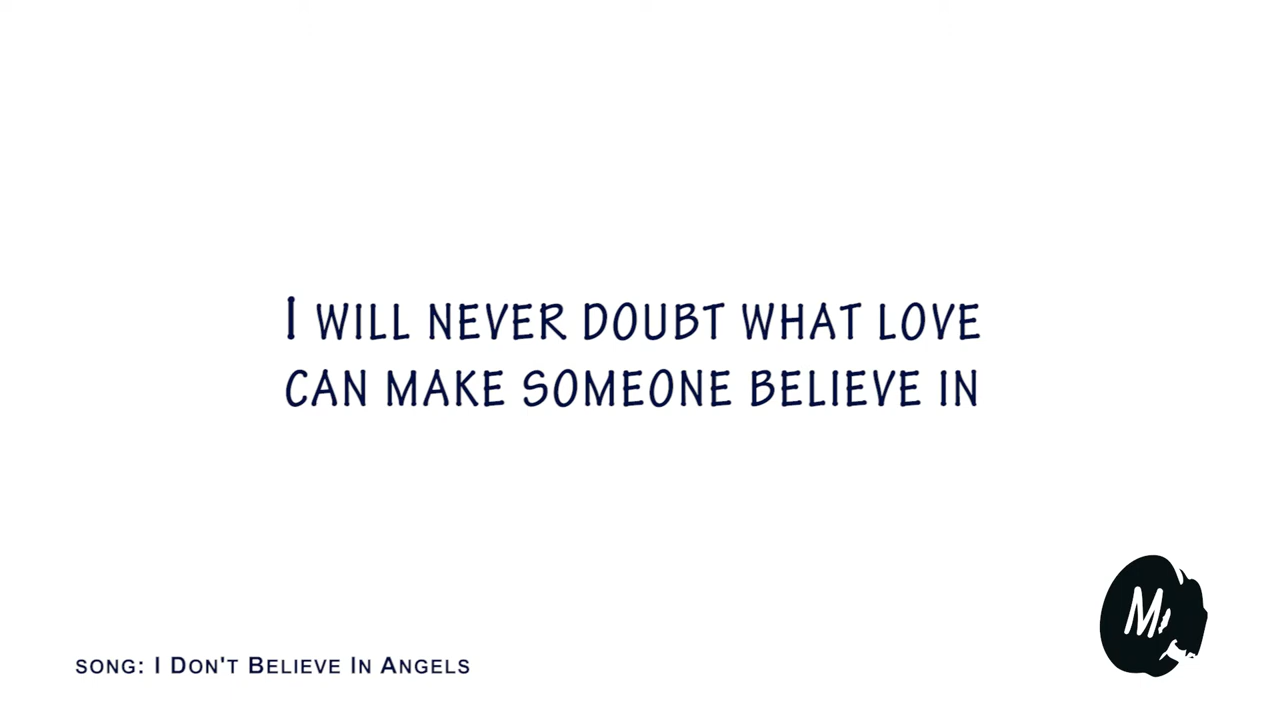 I WILL NEVER DOUBT WHAT LOVE
CAN MAKE SOMEONE BELIEVE IN
SONG: I DON'T BELIEVE IN ANGELS
M